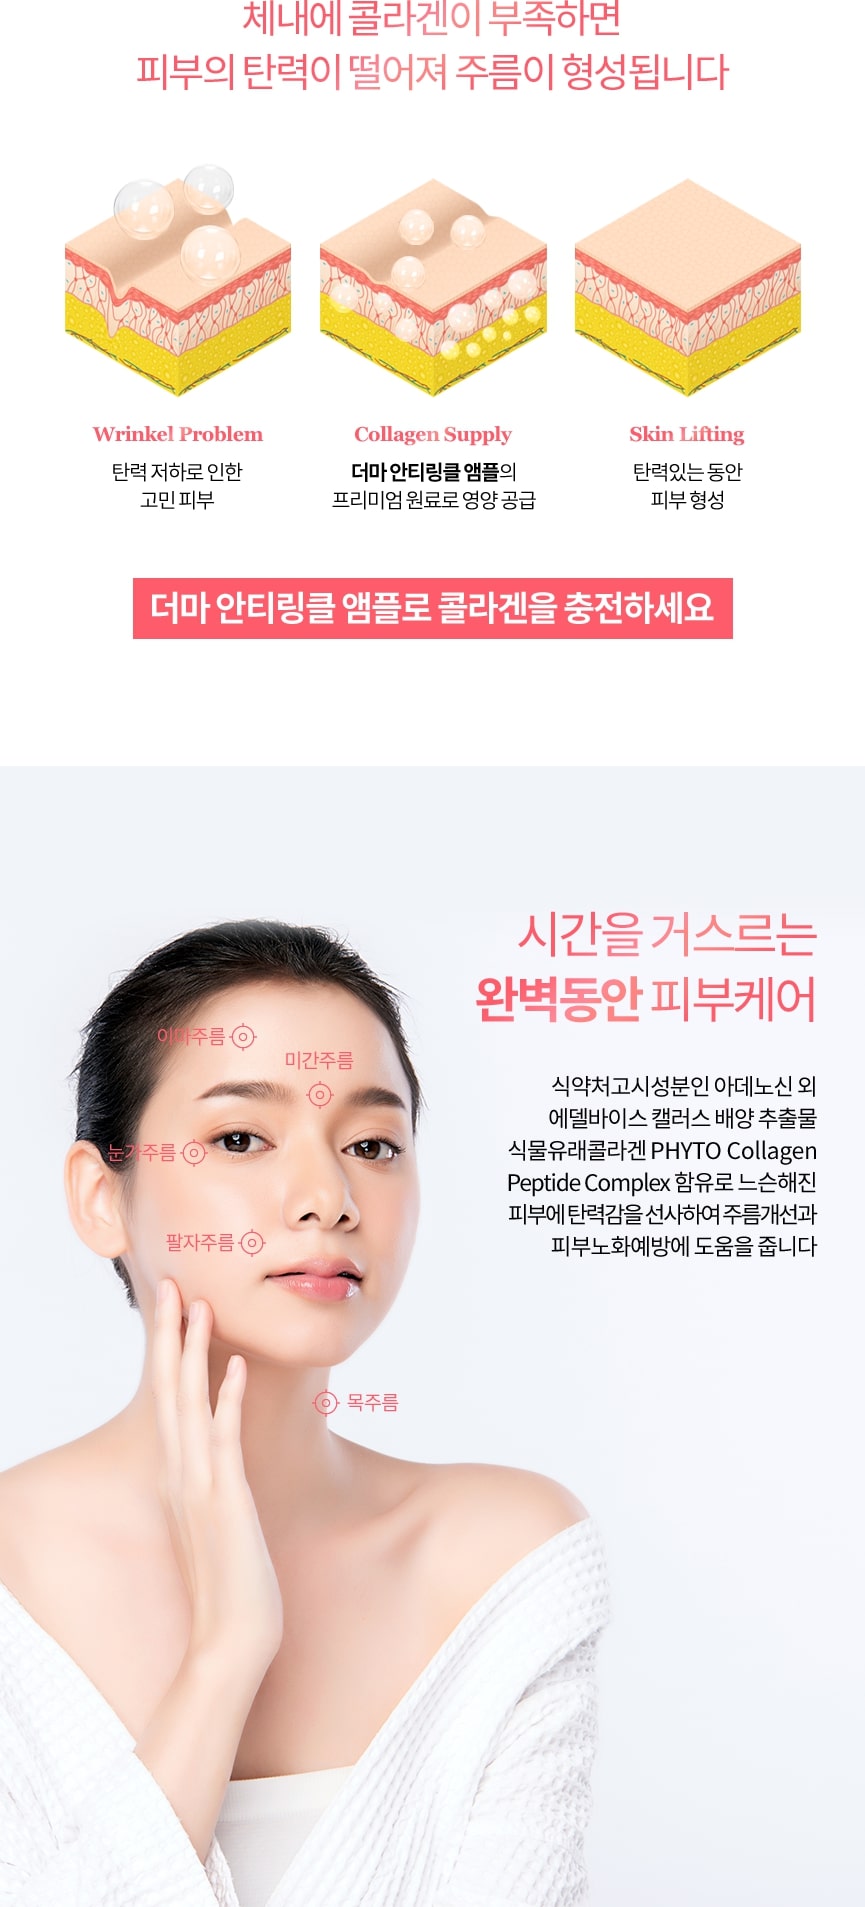 체내에 콜라겐이 부족하면
피부의 탄력이 떨어져 주름이 형성됩니다
Wrinkel Problem
탄력 저하로 인한
고민 피부
Collagen Supply
더마 안티링클 앰플의
프리미엄 원료로 영양 공급
Skin Lifting
탄력있는 동안
피부 형성
더마 안티링클 앰플로 콜라겐을 충전하세요
시간을 거스르는
완벽동안 피부케어
식약처고시성분인 아데노신 외
에델바이스 캘러스 배양 추출물
식물유래콜라겐 PHYTO Collagen
Peptide Complex 함유로 느슨해진
피부에 탄력감을 선사하여 주름개선과
피부노화예방에 도움을 줍니다
이마주름
미간주름
눈가주름
팔자주름
목주름